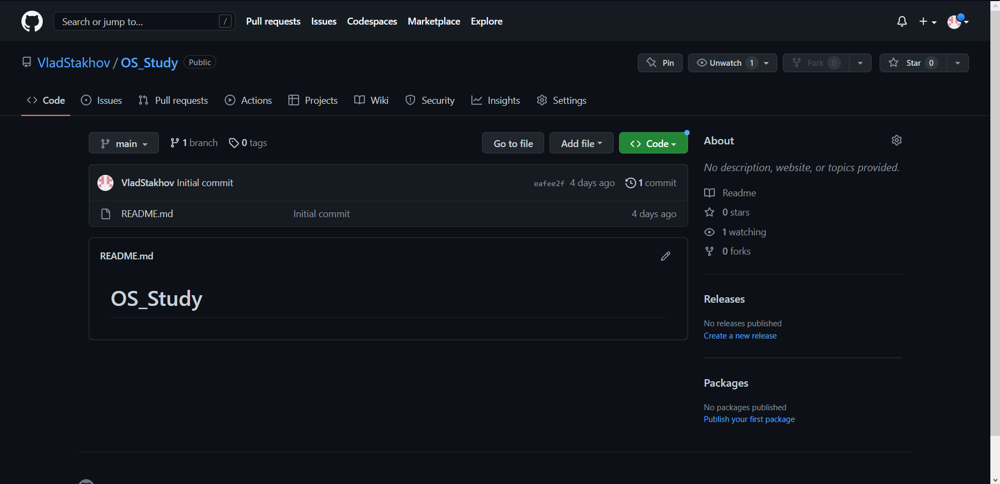 Search or jump to... /
Pull requests Issues Codespaces Marketplace Explore
VladStakhov / OS_Study Public
Pin Unwatch 1 Fork 0 Star 0
Code Issues Pull requests Actions Projects Wiki Security Insights Settings
main 1 branch 0 tags
Go to file Add file Code
VladStakhov Initial commit eafee2f 4 days ago 1 commit
README.md Initial commit 4 days ago
README.md
OS_Study
About
No description, website, or topics provided.
Readme
0 stars
1 watching
0 forks
Releases
No releases published
Create a new release
Packages
No packages published
Publish your first package